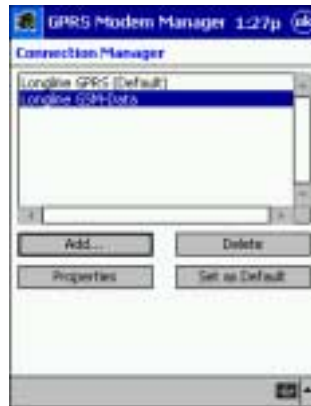 GPRS Modem Manager 1:27p ok
Connection Manager
Longline GPRS (Default)
Longline GSM-Data
Add... Delete
Properties Set as Default